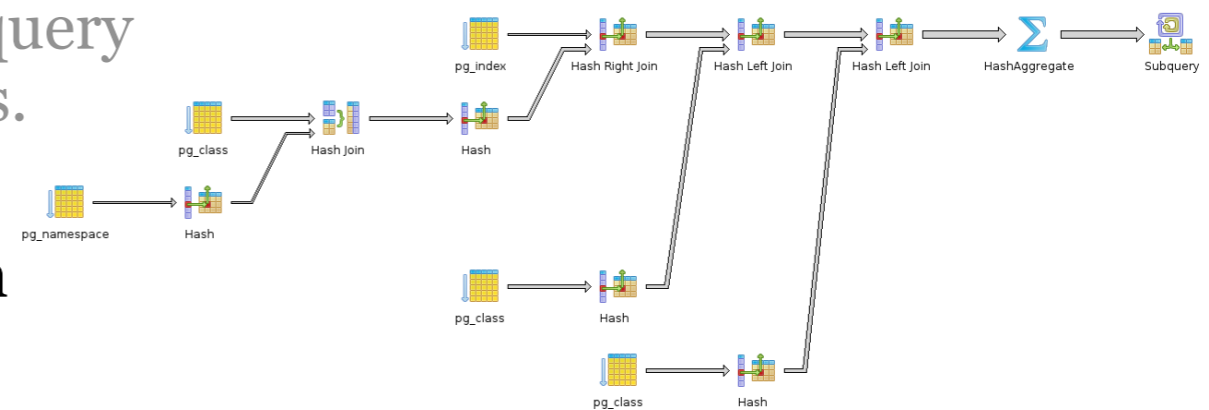 s.
pg_index
Hash Right Join
Hash Left Join
Hash Left Join
HashAggregate
Subquery
pg_class
Hash Join
Hash
pg_namespace
Hash
pg_class
Hash
pg_class
Hash